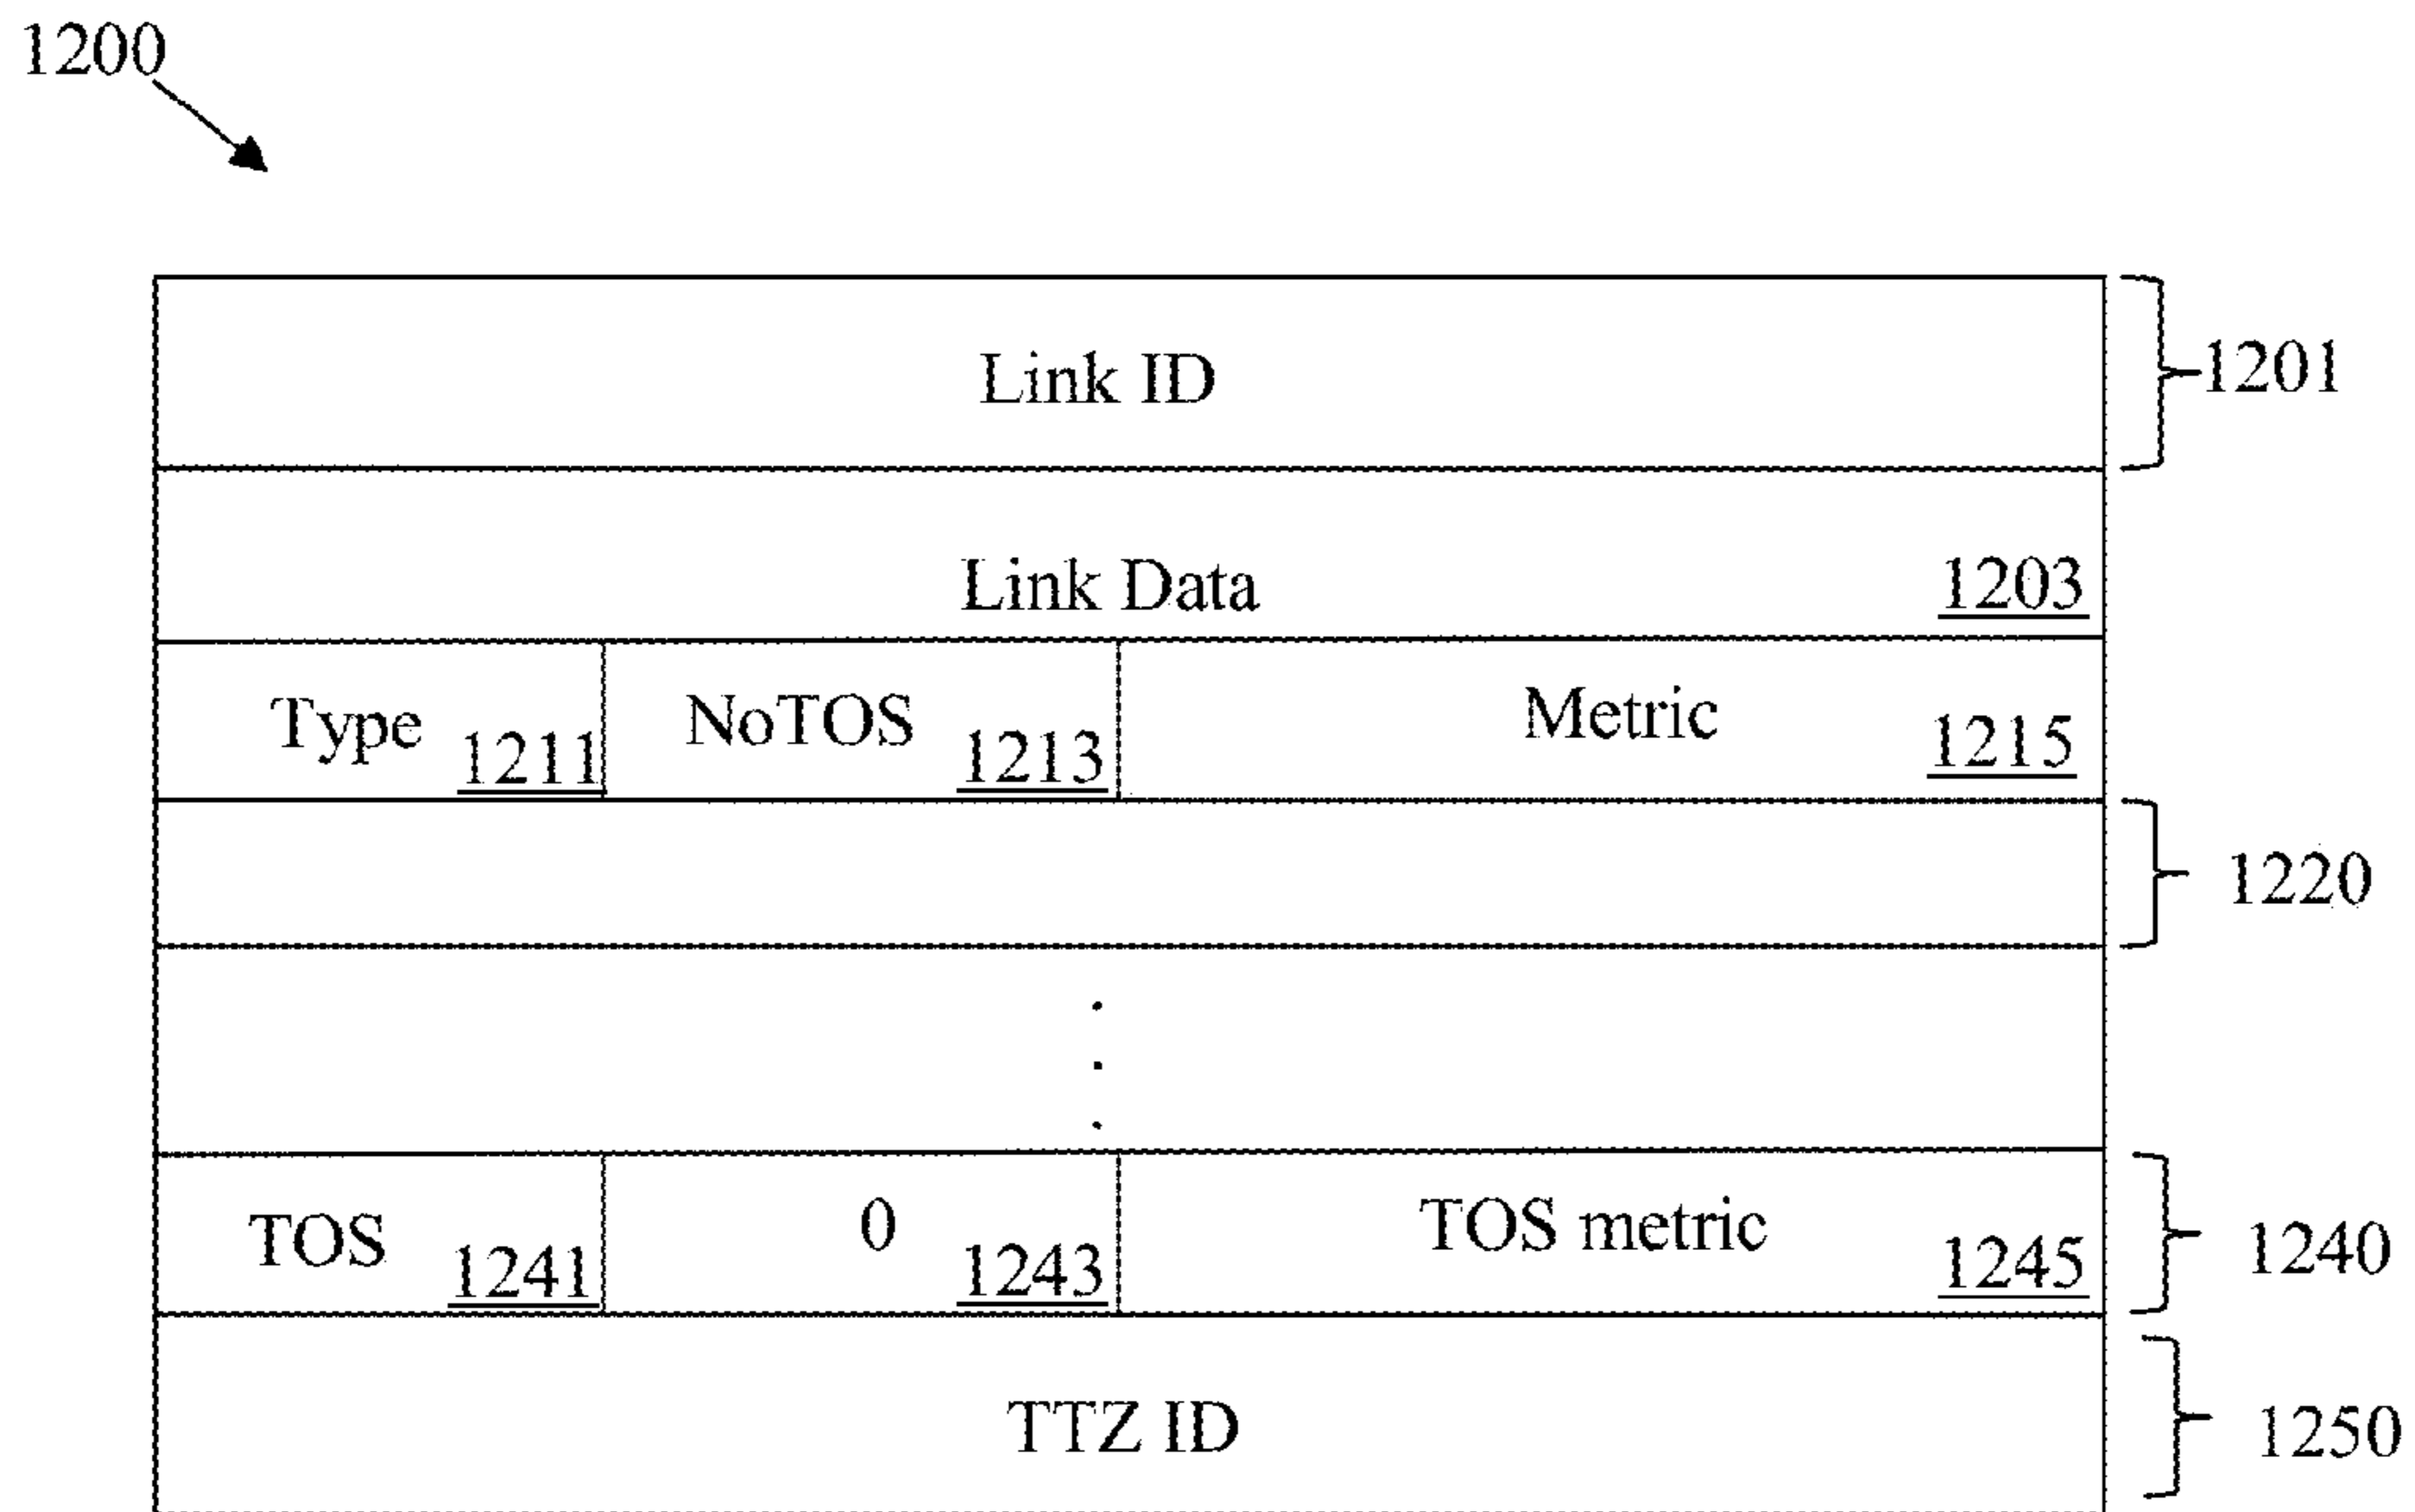 1200
Link ID
1201
Link Data 1203
Type 1211 NoTOS 1213 Metric 1215
1220
.
.
.
TOS 1241 0 1243 TOS metric 1245
1240
TTZ ID
1250